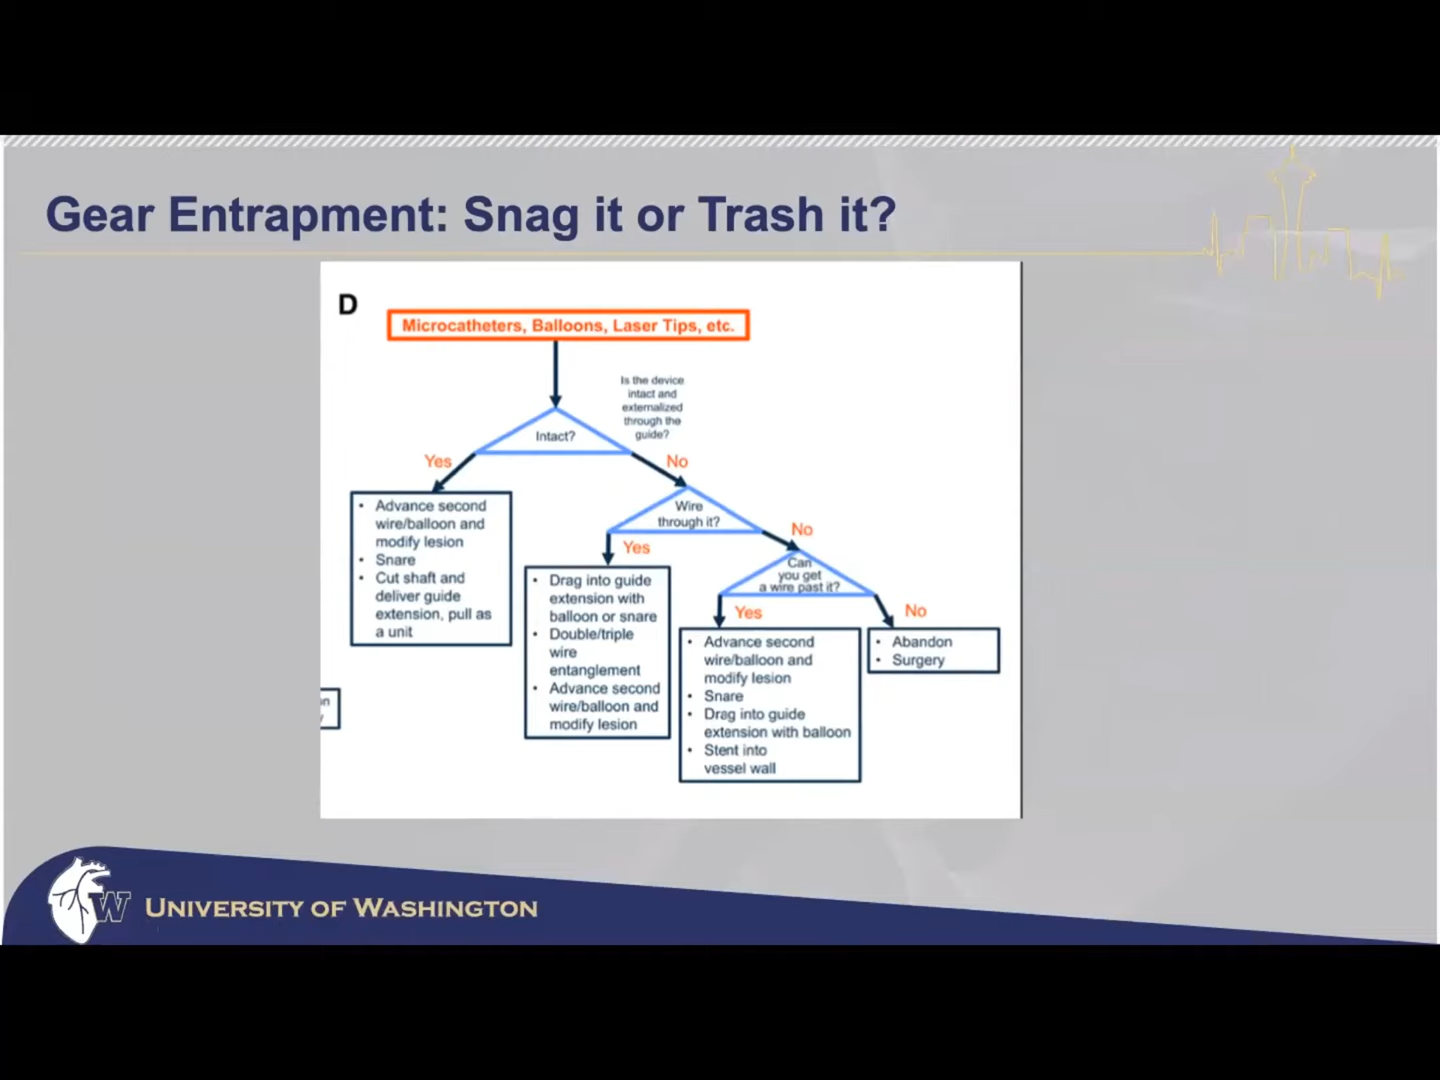 Gear Entrapment: Snag it or Trash it?
D
Microcatheters, Balloons, Laser Tips, etc.
Is the device
intact and
externalized
through the
guide?
Intact?
Yes
No
• Advance second
wire/balloon and
modify lesion
• Snare
• Cut shaft and
deliver guide
extension, pull as
a unit
Wire
through it?
Yes
No
• Drag into guide
extension with
balloon or snare
• Double/triple
wire
entanglement
• Advance second
wire/balloon and
modify lesion
Can
you get
a wire past it?
Yes
No
• Advance second
wire/balloon and
modify lesion
• Snare
• Drag into guide
extension with balloon
• Stent into
vessel wall
• Abandon
• Surgery
W
UNIVERSITY OF WASHINGTON